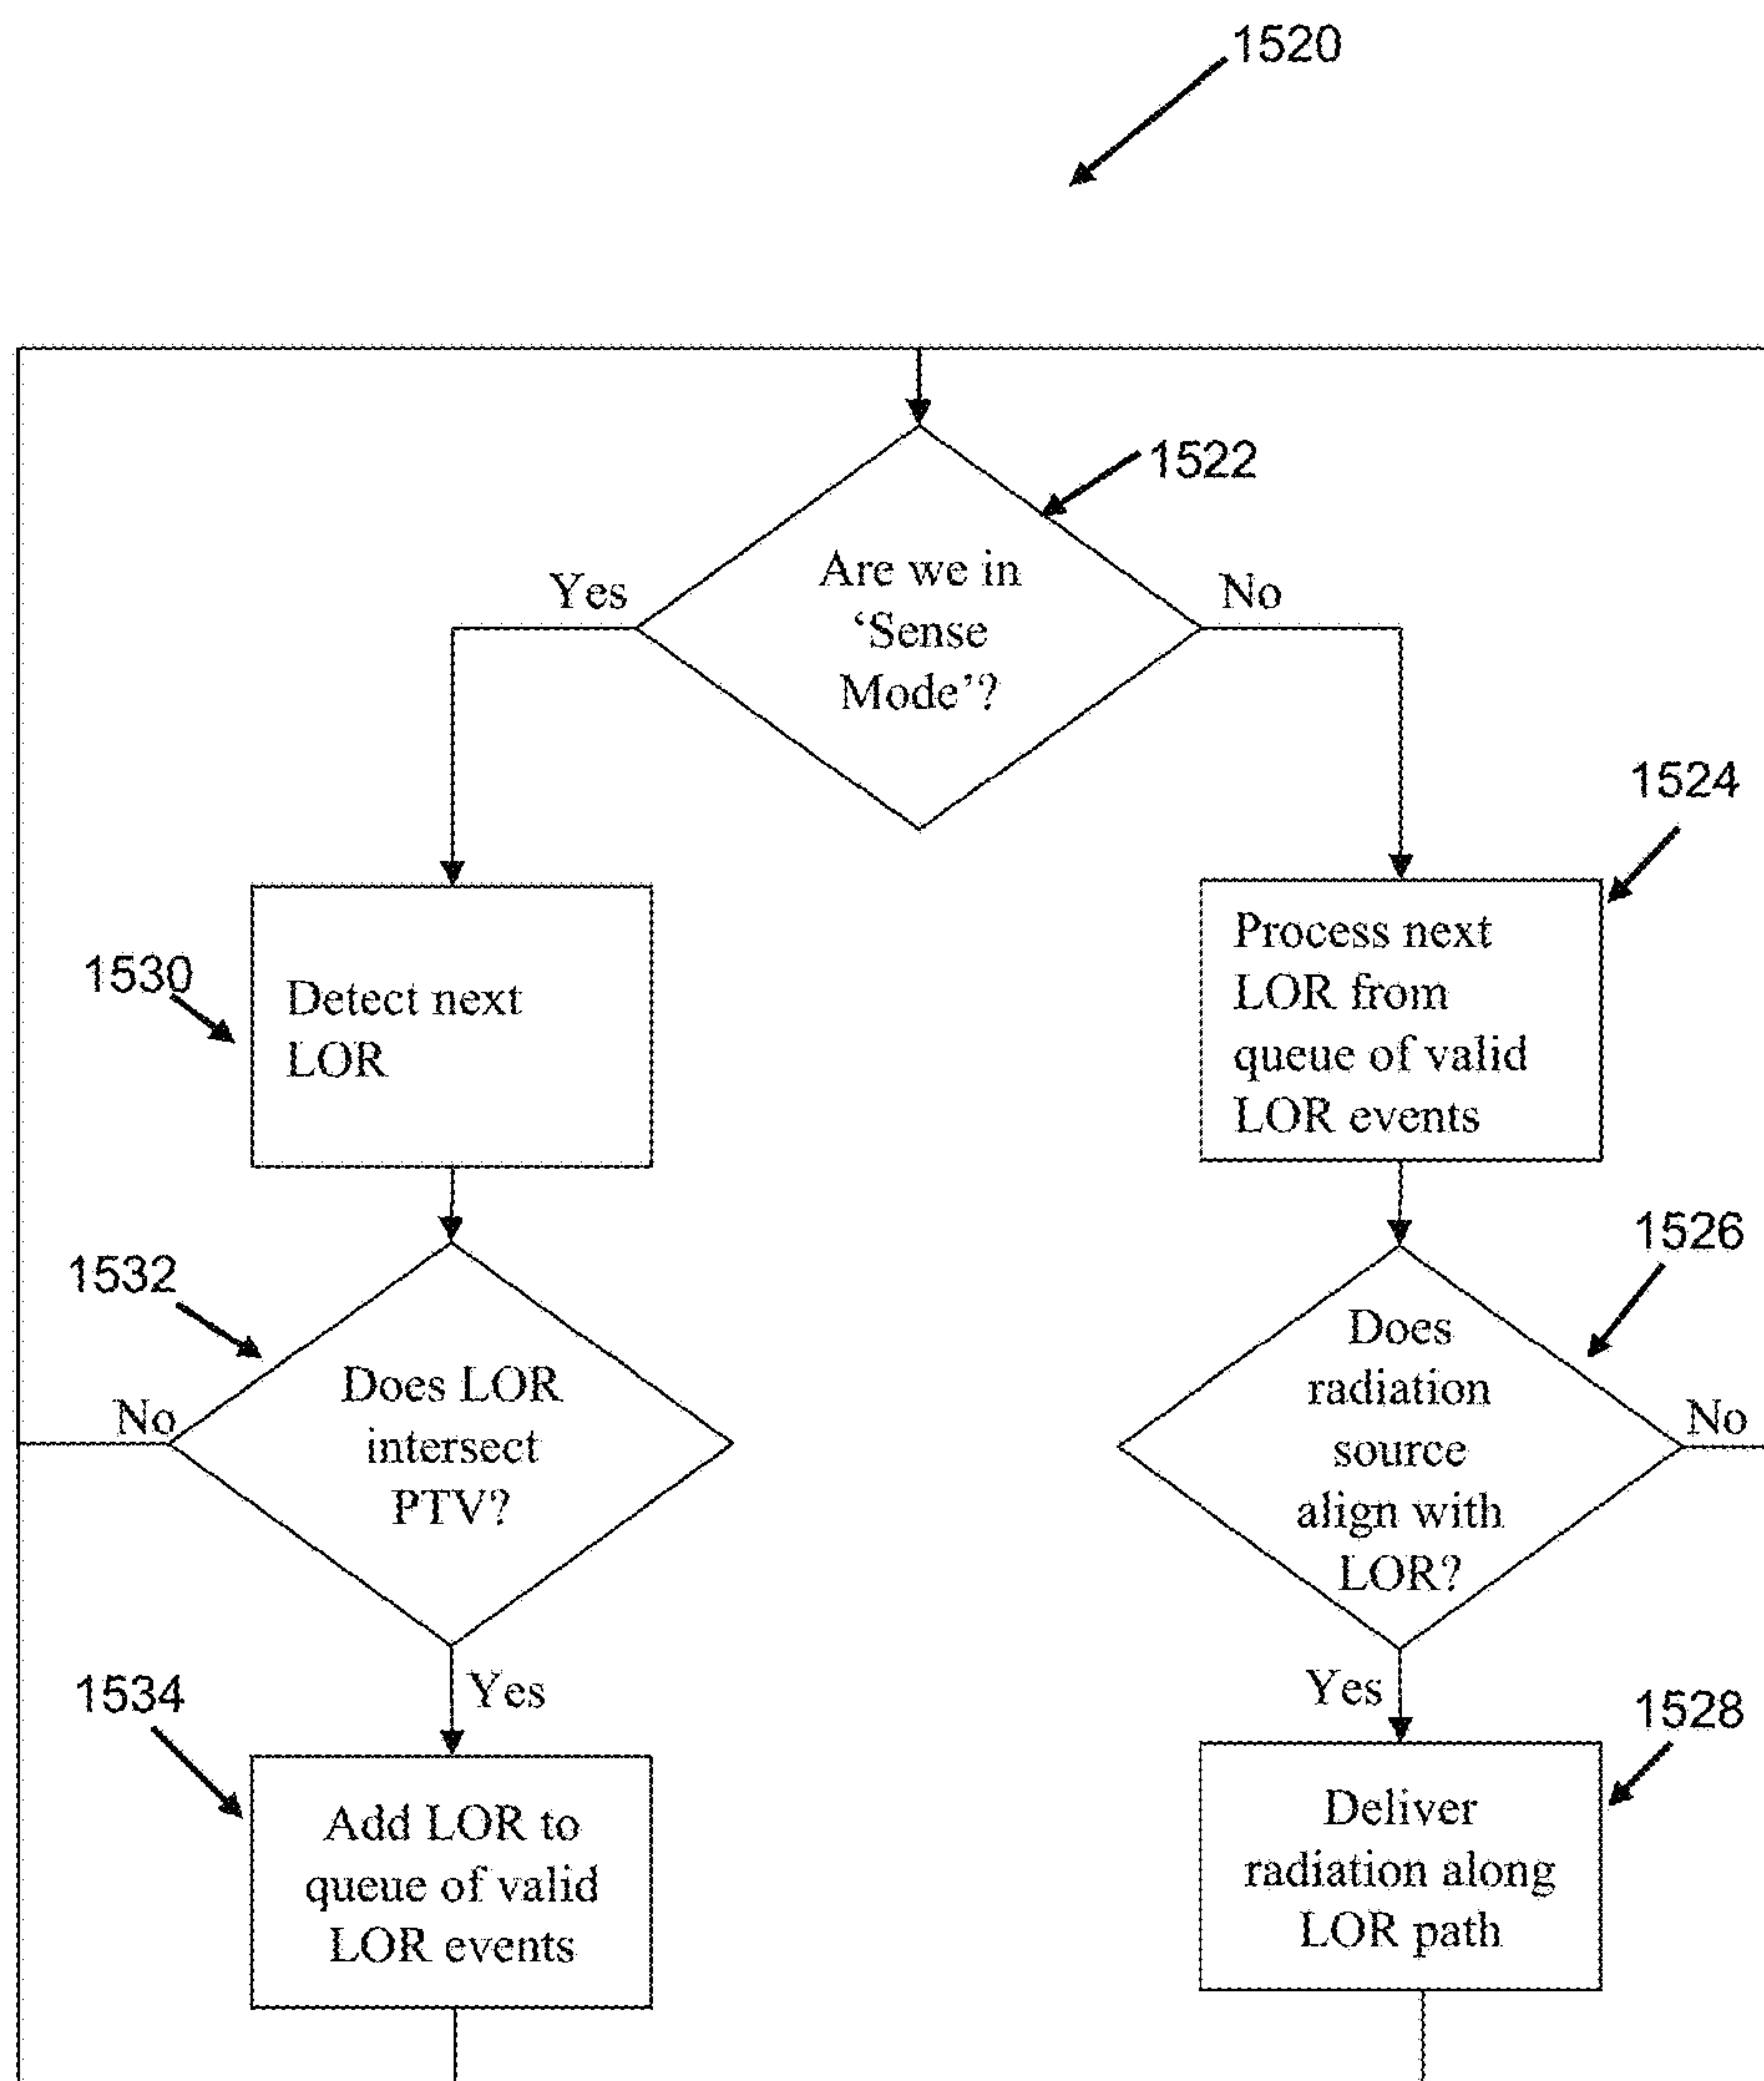 1520
1522
Are we in
‘Sense
Mode’?
Yes
No
1530
Detect next
LOR
1524
Process next
LOR from
queue of valid
LOR events
1532
Does LOR
intersect
PTV?
No
Yes
1526
Does
radiation
source
align with
LOR?
No
Yes
1534
Add LOR to
queue of valid
LOR events
1528
Deliver
radiation along
LOR path